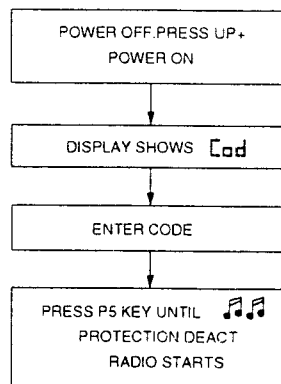 POWER OFF.PRESS UP+
POWER ON
DISPLAY SHOWS Cod
ENTER CODE
PRESS P5 KEY UNTIL
PROTECTION DEACT
RADIO STARTS